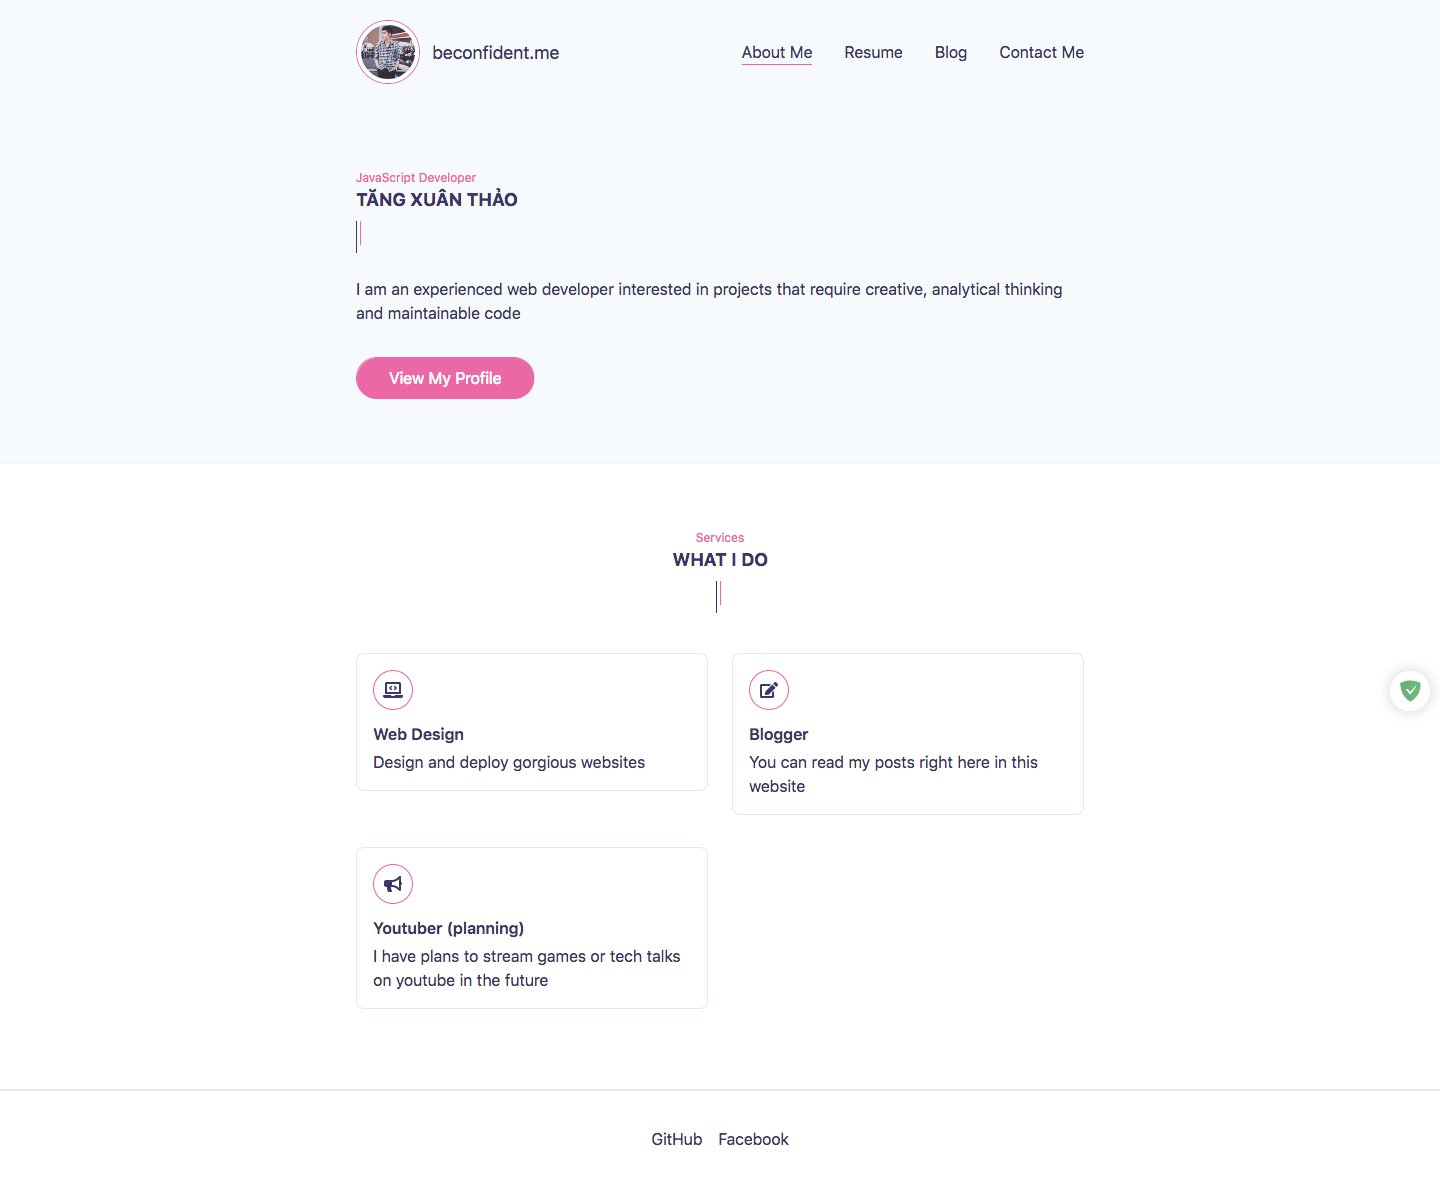 beconfident.me
About Me
Resume
Blog
Contact Me
JavaScript Developer
TĂNG XUÂN THẢO
I am an experienced web developer interested in projects that require creative, analytical thinking
and maintainable code
View My Profile
Services
WHAT I DO
Web Design
Design and deploy gorgious websites
Blogger
You can read my posts right here in this
website
Youtuber (planning)
I have plans to stream games or tech talks
on youtube in the future
GitHub
Facebook